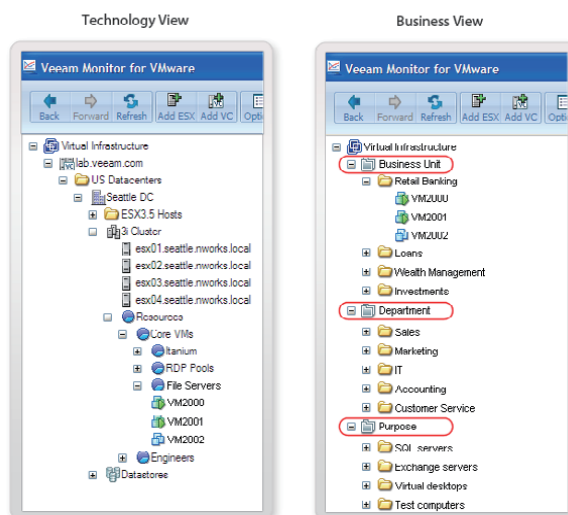 Technology View
Veeam Monitor for VMware
Back Forward Refresh Add ESX Add VC Optio
Virtual Infrastructure
lab.veeam.com
US Datacenters
Seattle DC
ESX3.5 Hosts
3i Cluster
esx01.seattle.nworks.local
esx02.seattle.nworks.local
esx03.seattle.nworks.local
esx04.seattle.nworks.local
Resources
Core VMs
Itanium
RDP Pools
File Servers
VM2000
VM2001
VM2002
Engineers
Datastores
Business View
Veeam Monitor for VMware
Back Forward Refresh Add ESX Add VC Opti
Virtual Infrastructure
Business Unit
Retail Banking
VM2000
VM2001
VM2002
Loans
Wealth Management
Investments
Department
Sales
Marketing
IT
Accounting
Customer Service
Purpose
SQL servers
Exchange servers
Virtual desktops
Test computers